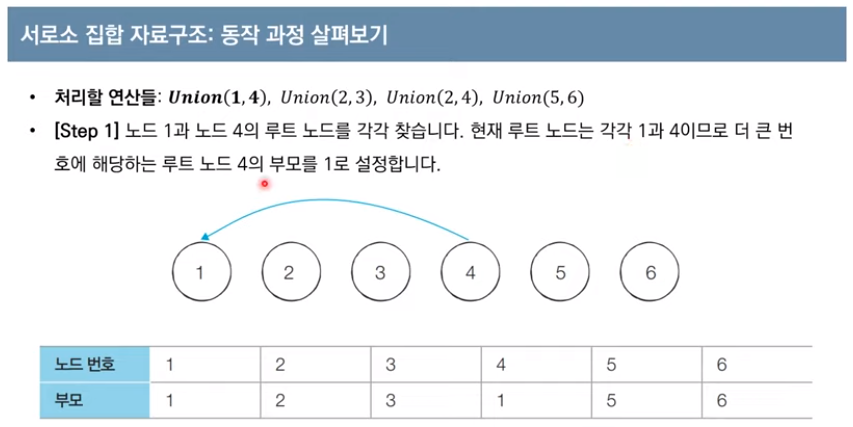 서로소 집합 자료구조: 동작 과정 살펴보기
• 처리할 연산들: Union(1, 4), Union(2, 3), Union(2, 4), Union(5, 6)
• [Step 1] 노드 1과 노드 4의 루트 노드를 각각 찾습니다. 현재 루트 노드는 각각 1과 4이므로 더 큰 번
호에 해당하는 루트 노드 4의 부모를 1로 설정합니다.
1 2 3 4 5 6
노드 번호 1 2 3 4 5 6
부모 1 2 3 1 5 6